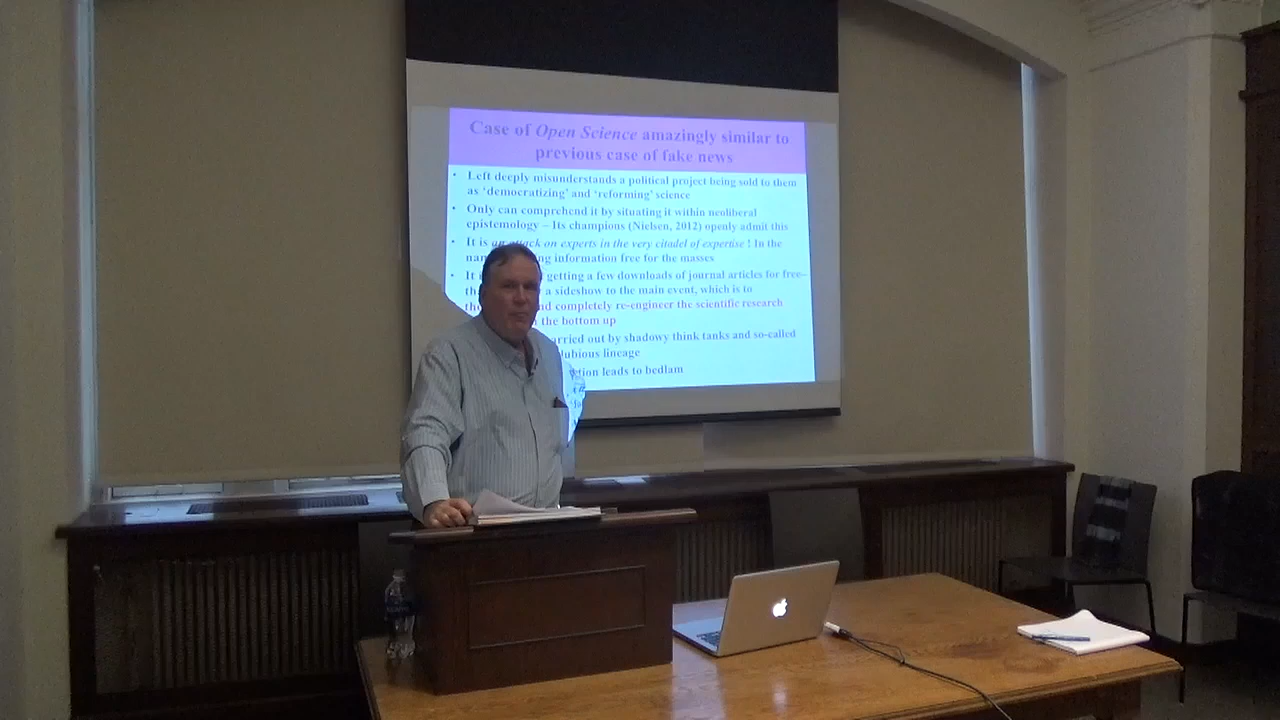 Case of Open Science amazingly similar to
previous case of fake news
• Left deeply misunderstands a political project being sold to them
as ‘democratizing’ and ‘reforming’ science
• Only can comprehend it by situating it within neoliberal
epistemology – Its champions (Nielsen, 2012) openly admit this
• It is an attack on experts in the very citadel of expertise ! In the
information free for the masses
• It getting a few downloads of journal articles for free–
a sideshow to the main event, which is to
and completely re-engineer the scientific research
the bottom up
carried out by shadowy think tanks and so-called
dubious lineage
leads to bedlam